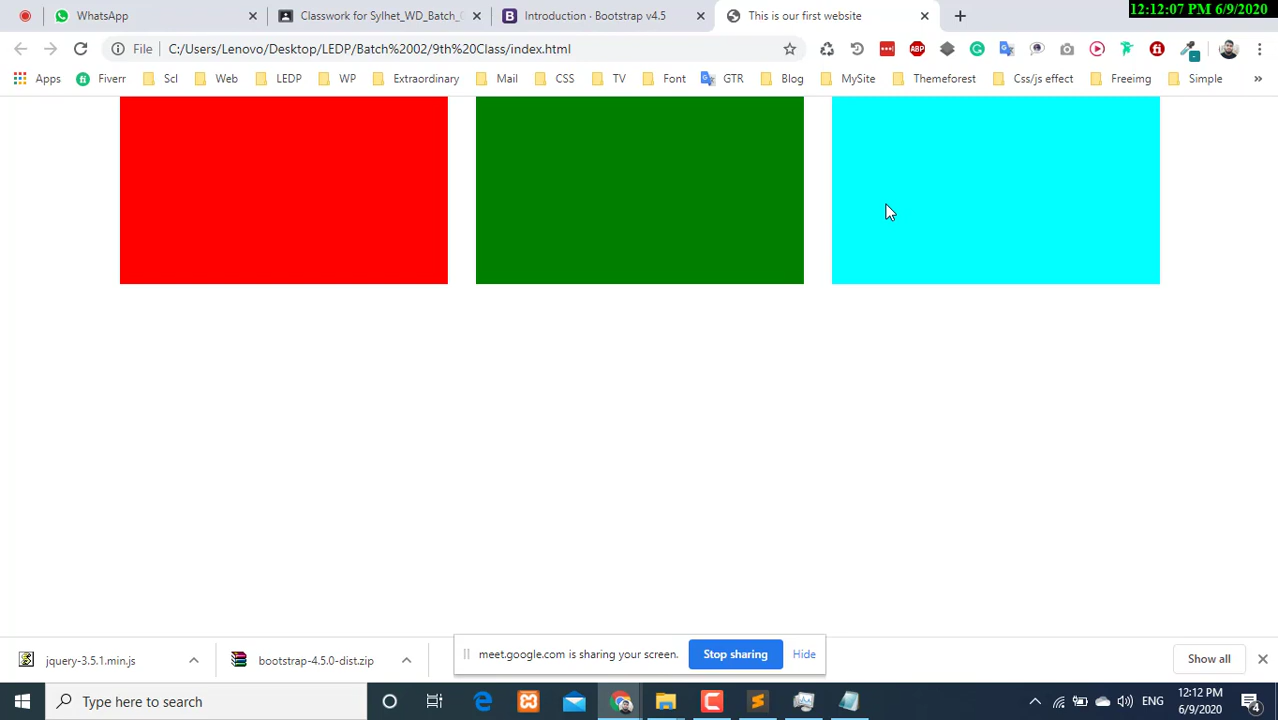 12:12:07 PM 6/9/2020
WhatsApp
Classwork for Sylhet_WD_Batch_
Introduction · Bootstrap v4.5
This is our first website
File
C:/Users/Lenovo/Desktop/LEDP/Batch%2002/9th%20Class/index.html
Apps
Fiverr
Scl
Web
LEDP
WP
Extraordinary
Mail
CSS
TV
Font
GTR
Blog
MySite
Themeforest
Css/js effect
Freeimg
Simple
»
jquery-3.5.1.min.js
bootstrap-4.5.0-dist.zip
meet.google.com is sharing your screen.
Stop sharing
Hide
Show all
Type here to search
ENG
12:12 PM
6/9/2020
4